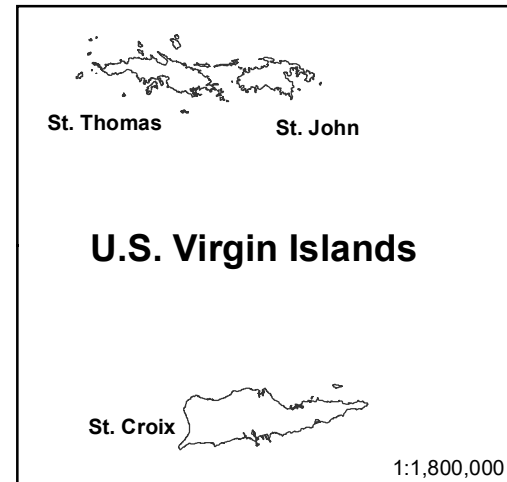 St. Thomas
St. John
U.S. Virgin Islands
St. Croix
1:1,800,000